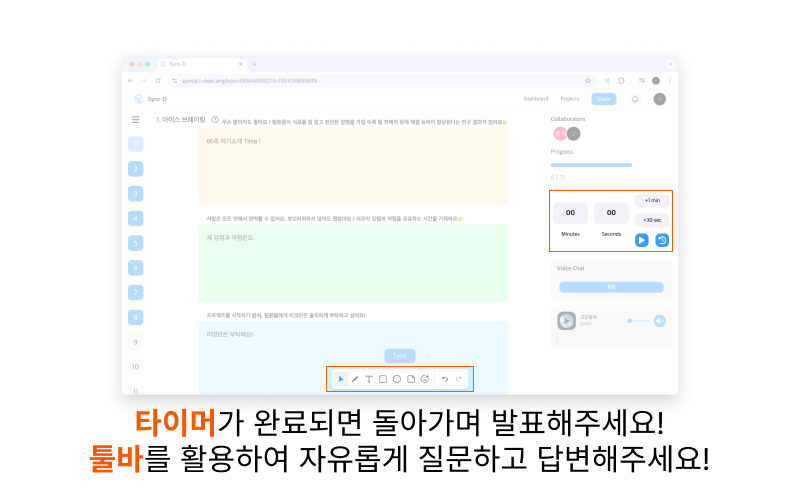 Sync-D
syncd.i-dear.org/board/664a009274cf0543669fdff6
Sync-D
Dashboard
Projects
Share
1. 아이스 브레이킹
무슨 말이라도 좋아요! 팀원들이 서로를 잘 알고 편안한 감정을 가질 수록 팀 전체의 문제 해결 능력이 향상된다는 연구 결과가 있어요
60초 자기소개 Time !
사람은 모든 면에서 완벽할 수 없어요. 부끄러워하지 않아도 괜찮아요! 서로의 강점과 약점을 공유하는 시간을 가져봐요
제 강점과 약점은요,
프로젝트를 시작하기 앞서, 팀원들에게 이것만은 솔직하게 부탁하고 싶어요!
이것만은 부탁해요!
1
2
3
4
5
6
7
8
9
10
11
Sync
Collaborators
Progress
8 / 12
00
00
+1 min
+30 sec
Minutes
Seconds
Voice Chat
타이머가 완료되면 돌아가며 발표해주세요!
툴바를 활용하여 자유롭게 질문하고 답변해주세요!